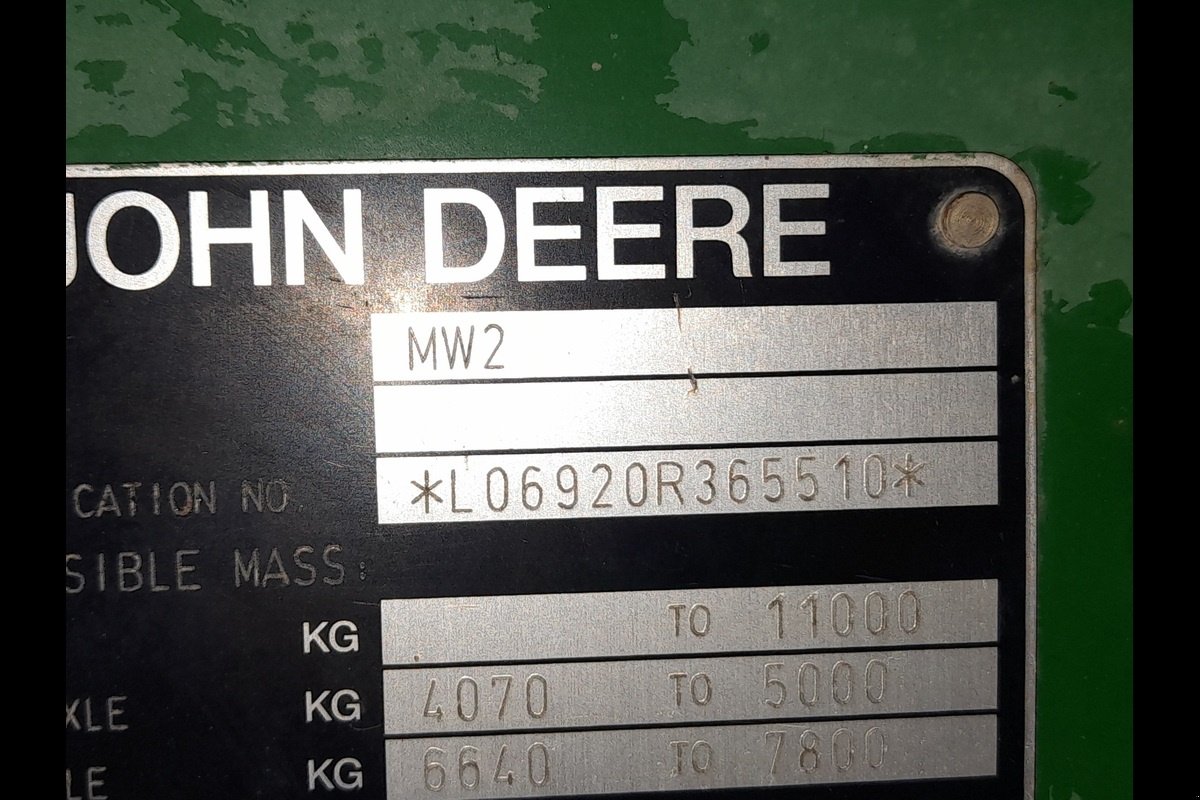 JOHN DEERE
MW2
CATION NO. *L06920R365510*
SIBLE MASS:
KG TO 11000
XLE KG 4070 TO 5000
LE KG 6640 TO 7800